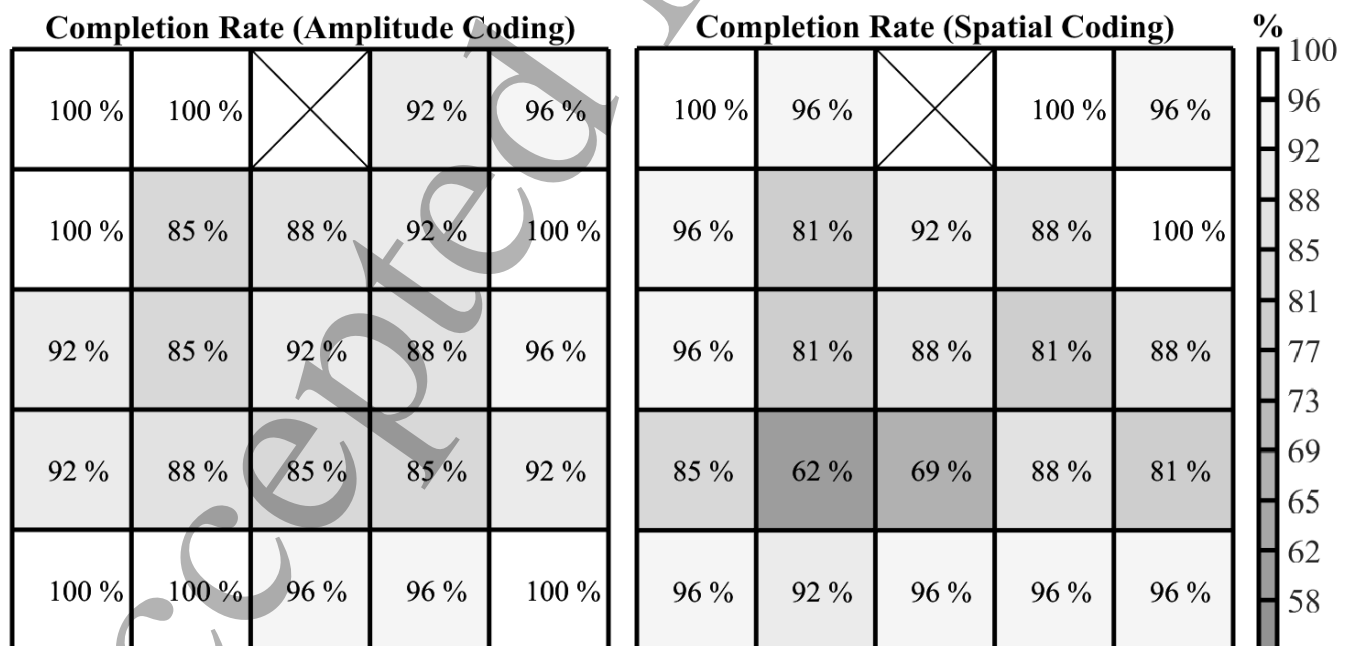 Completion Rate (Amplitude Coding) Completion Rate (Spatial Coding) %
100 % 100 % 92 % 96 % 100 % 96 % 100 % 96 %
100 % 85 % 88 % 92 % 100 % 96 % 81 % 92 % 88 % 100 %
92 % 85 % 92 % 88 % 96 % 96 % 81 % 88 % 81 % 88 %
92 % 88 % 85 % 85 % 92 % 85 % 62 % 69 % 88 % 81 %
100 % 100 % 96 % 96 % 100 % 96 % 92 % 96 % 96 % 96 %
100
96
92
88
85
81
77
73
69
65
62
58
ccepted